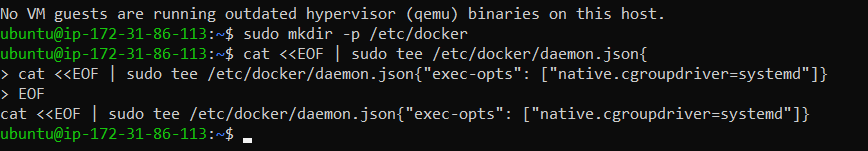 No VM guests are running outdated hypervisor (qemu) binaries on this host.
ubuntu@ip-172-31-86-113:~$ sudo mkdir -p /etc/docker
ubuntu@ip-172-31-86-113:~$ cat <<EOF | sudo tee /etc/docker/daemon.json{
> cat <<EOF | sudo tee /etc/docker/daemon.json{"exec-opts": ["native.cgroupdriver=systemd"]}
> EOF
cat <<EOF | sudo tee /etc/docker/daemon.json{"exec-opts": ["native.cgroupdriver=systemd"]}
ubuntu@ip-172-31-86-113:~$